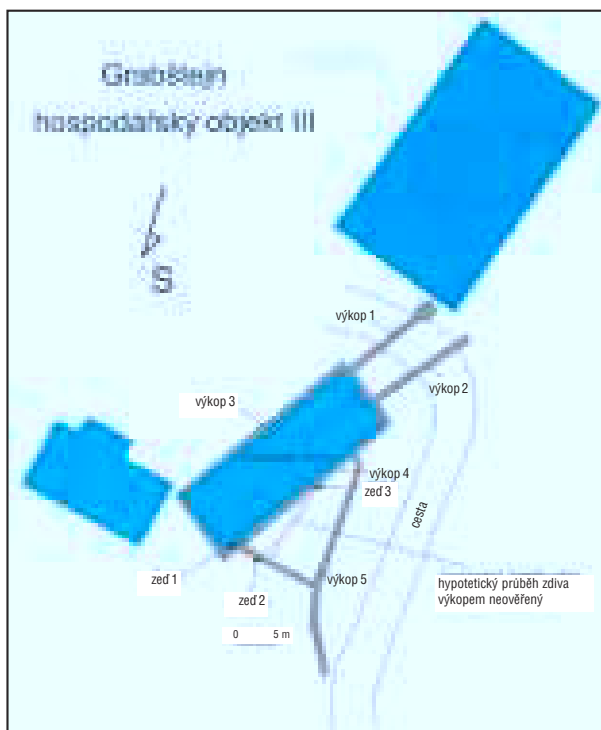 Grabštejn
hospodářský objekt III
S
výkop 1
výkop 2
výkop 3
výkop 4
zeď 3
cesta
zeď 1
zeď 2
výkop 5
hypotetický průběh zdiva
výkopem neověřený
0 5 m